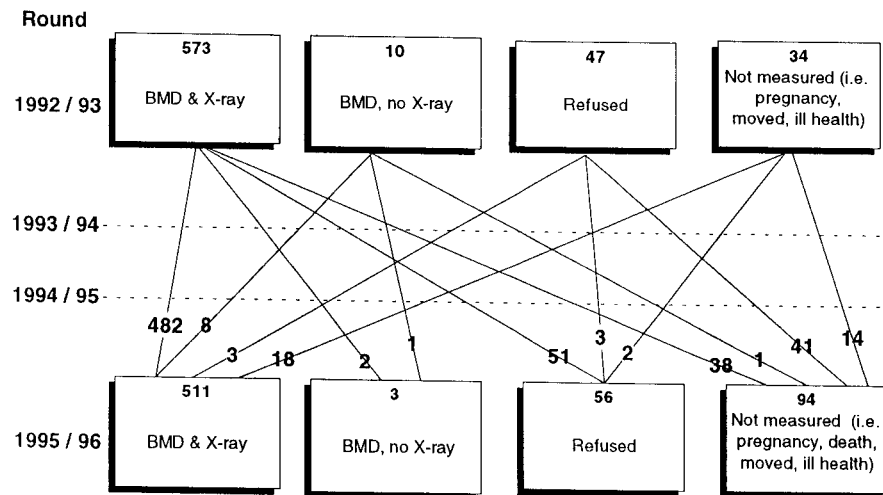 Round
573
10
47
34
1992 / 93
BMD & X-ray
BMD, no X-ray
Refused
Not measured (i.e.
pregnancy,
moved, ill health)
1993 / 94
1994 / 95
482
8
3
18
2
1
51
3
2
38
1
41
14
511
3
56
94
1995 / 96
BMD & X-ray
BMD, no X-ray
Refused
Not measured (i.e.
pregnancy, death,
moved, ill health)